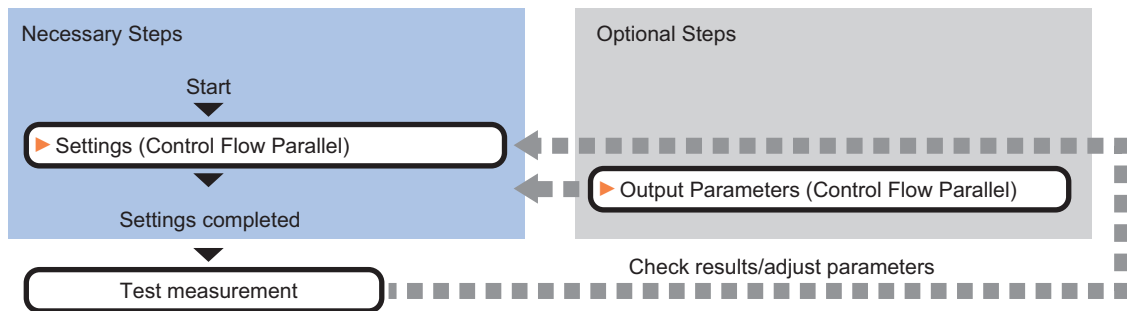 Necessary Steps
Optional Steps
Start
Settings (Control Flow Parallel)
Output Parameters (Control Flow Parallel)
Settings completed
Check results/adjust parameters
Test measurement